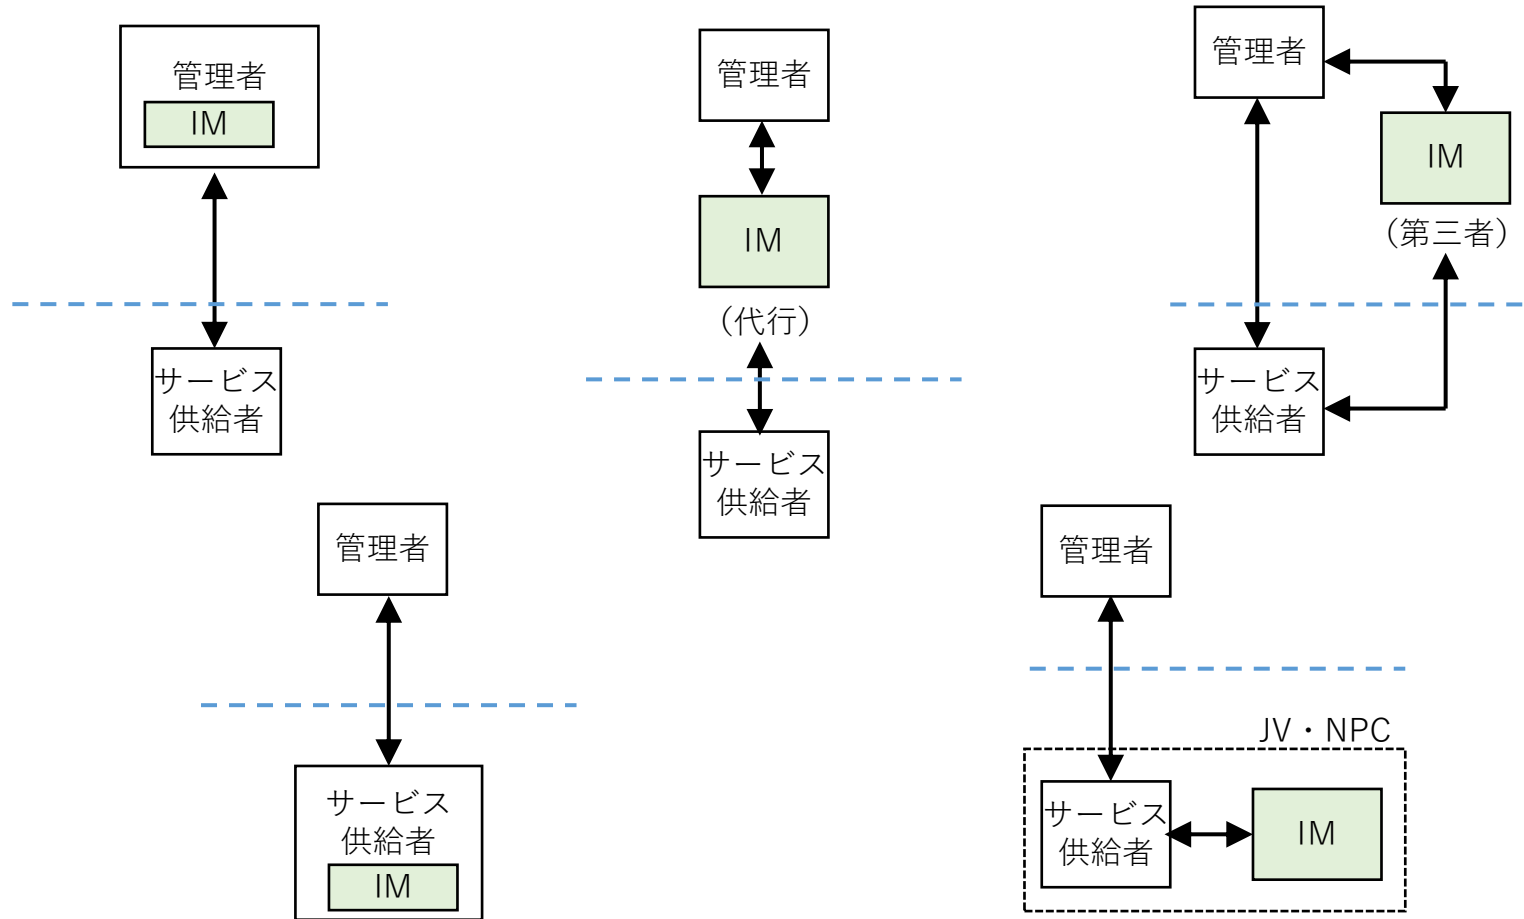 管理者
IM
サービス
供給者
管理者
IM
（代行）
サービス
供給者
管理者
IM
（第三者）
サービス
供給者
管理者
サービス
供給者
IM
管理者
JV・NPC
サービス
供給者
IM